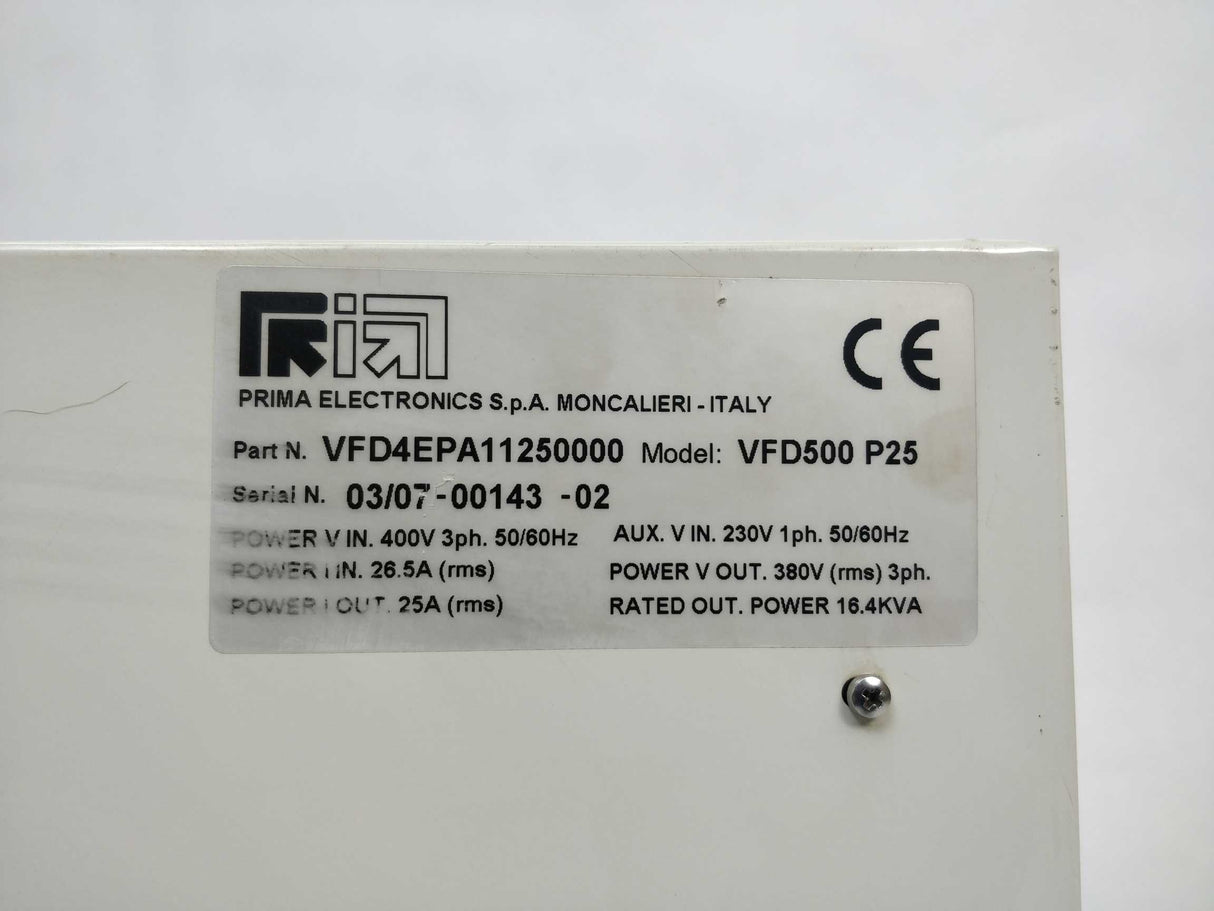 CE
PRIMA ELECTRONICS S.p.A. MONCALIERI - ITALY
Part N. VFD4EPA11250000 Model: VFD500 P25
Serial N. 03/07-00143 -02
POWER V IN. 400V 3ph. 50/60Hz AUX. V IN. 230V 1ph. 50/60Hz
POWER I IN. 26.5A (rms) POWER V OUT. 380V (rms) 3ph.
POWER I OUT. 25A (rms) RATED OUT. POWER 16.4KVA